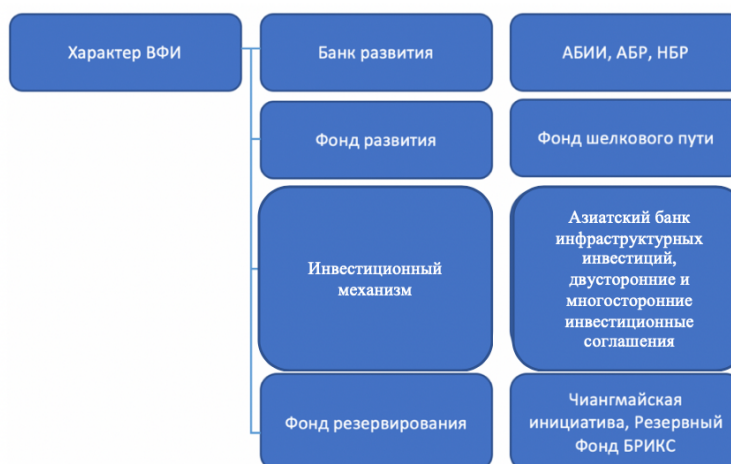 Характер ВФИ
Банк развития
АБИИ, АБР, НБР
Фонд развития
Фонд шелкового пути
Инвестиционный
механизм
Азиатский банк
инфраструктурных
инвестиций,
двусторонние и
многосторонние
инвестиционные
соглашения
Фонд резервирования
Чиангмайская
инициатива, Резервный
Фонд БРИКС